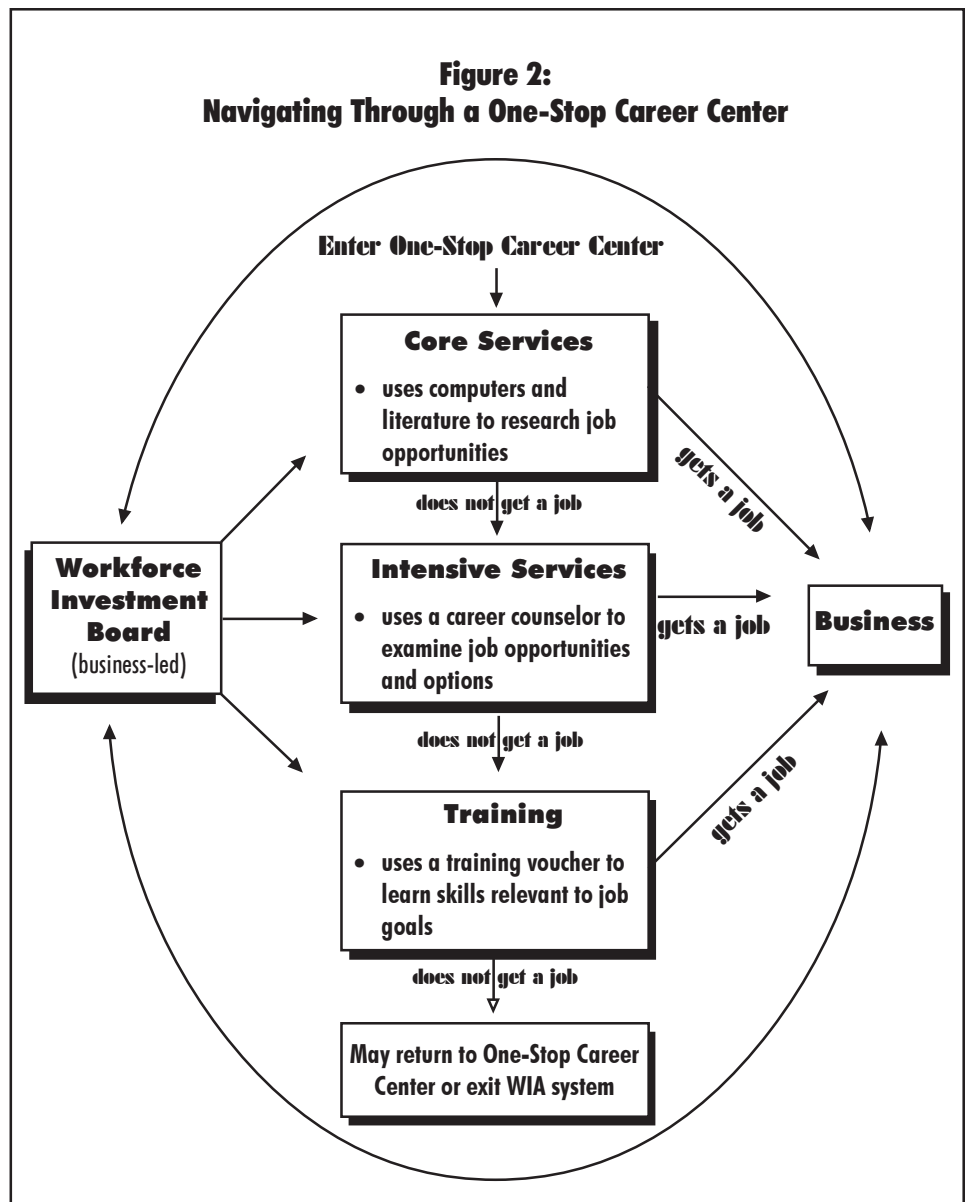 Figure 2:
Navigating Through a One-Stop Career Center
Enter One-Stop Career Center
Core Services
• uses computers and
literature to research job
opportunities
gets a job
does not get a job
Workforce
Investment
Board
(business-led)
Intensive Services
• uses a career counselor to
examine job opportunities
and options
gets a job
Business
does not get a job
Training
• uses a training voucher to
learn skills relevant to job
goals
gets a job
does not get a job
May return to One-Stop Career
Center or exit WIA system